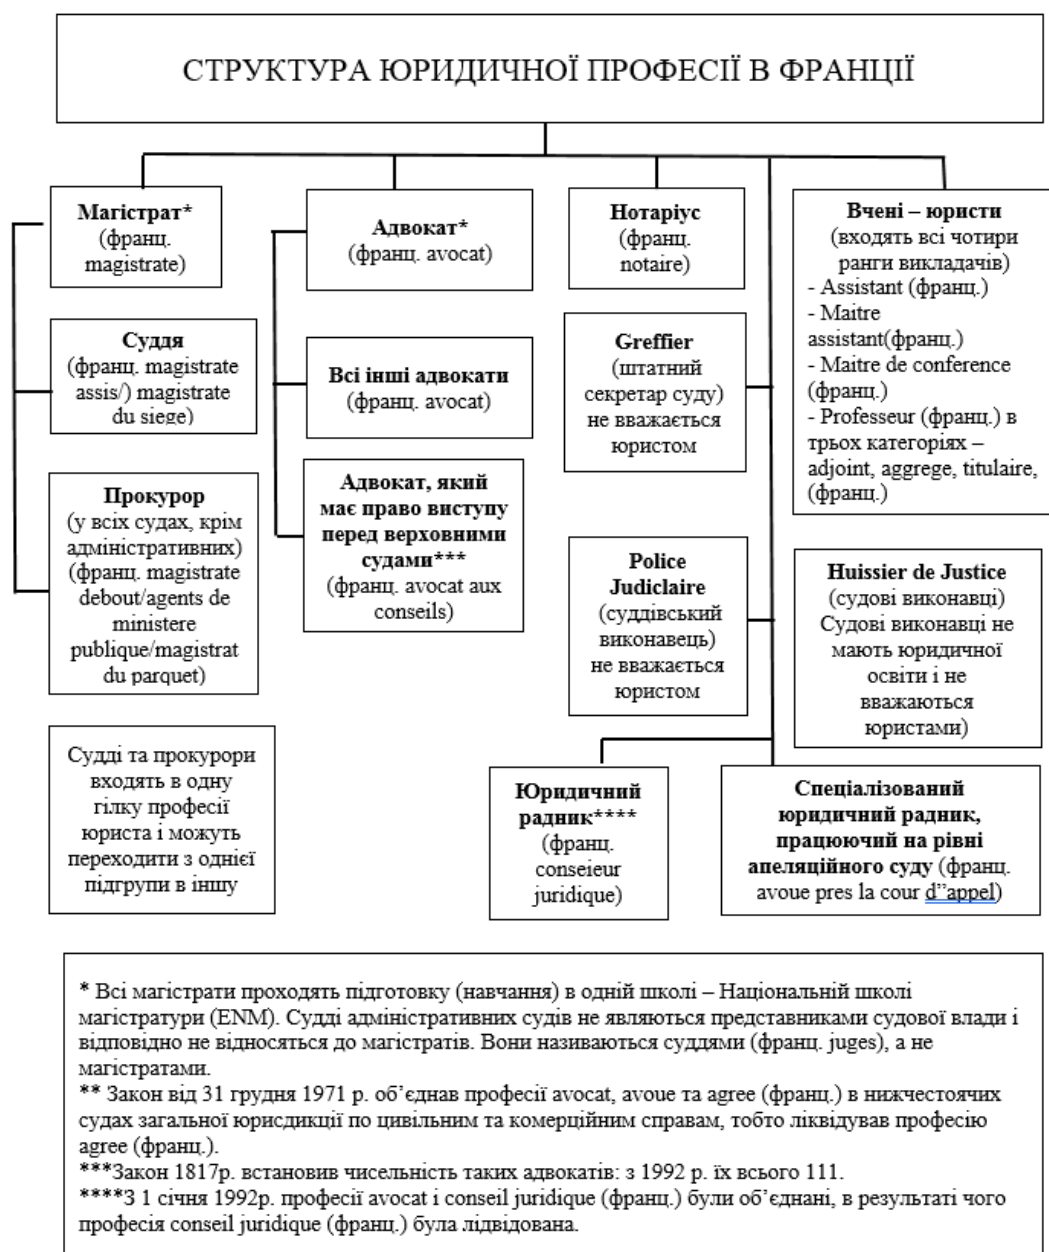 СТРУКТУРА ЮРИДИЧНОЇ ПРОФЕСІЇ В ФРАНЦІЇ
Магістрат*
(франц.
magistrate)
Суддя
(франц. magistrate
assis/) magistrate
du siege)
Прокурор
(у всіх судах, крім
адміністративних)
(франц. magistrate
debout/agents de
ministere
publique/magistrat
du parquet)
Судді та прокурори
входять в одну
гілку професії
юриста і можуть
переходити з однієї
підгрупи в іншу
Адвокат*
(франц. avocat)
Всі інші адвокати
(франц. avocat)
Адвокат, який
має право виступу
перед верховними
судами***
(франц. avocat aux
conseils)
Нотаріус
(франц.
notaire)
Greffier
(штатний
секретар суду)
не вважається
юристом
Police
Judiclaire
(суддівський
виконавець)
не вважається
юристом
Вчені – юристи
(входять всі чотири
ранги викладачів)
- Assistant (франц.)
- Maitre
assistant(франц.)
- Maitre de conference
(франц.)
- Professeur (франц.) в
трьох категоріях –
adjoint, aggrege, titulaire,
(франц.)
Huissier de Justice
(судові виконавці)
Судові виконавці не
мають юридичної
освіти і не
вважаються
юристами)
Юридичний
радник****
(франц.
conseieur
juridique)
Спеціалізований
юридичний радник,
працюючий на рівні
апеляційного суду (франц.
avoue pres la cour d"appel)
* Всі магістрати проходять підготовку (навчання) в одній школі – Національній школі
магістратури (ENM). Судді адміністративних судів не являються представниками судової влади і
відповідно не відносяться до магістратів. Вони називаються суддями (франц. juges), а не
магістратами.
** Закон від 31 грудня 1971 р. об’єднав професії avocat, avoue та agree (франц.) в нижчестоячих
судах загальної юрисдикції по цивільним та комерційним справам, тобто ліквідував професію
agree (франц.).
***Закон 1817р. встановив чисельність таких адвокатів: з 1992 р. їх всього 111.
****З 1 січня 1992р. професії avocat і conseil juridique (франц.) були об’єднані, в результаті чого
професія conseil juridique (франц.) була лідвідована.